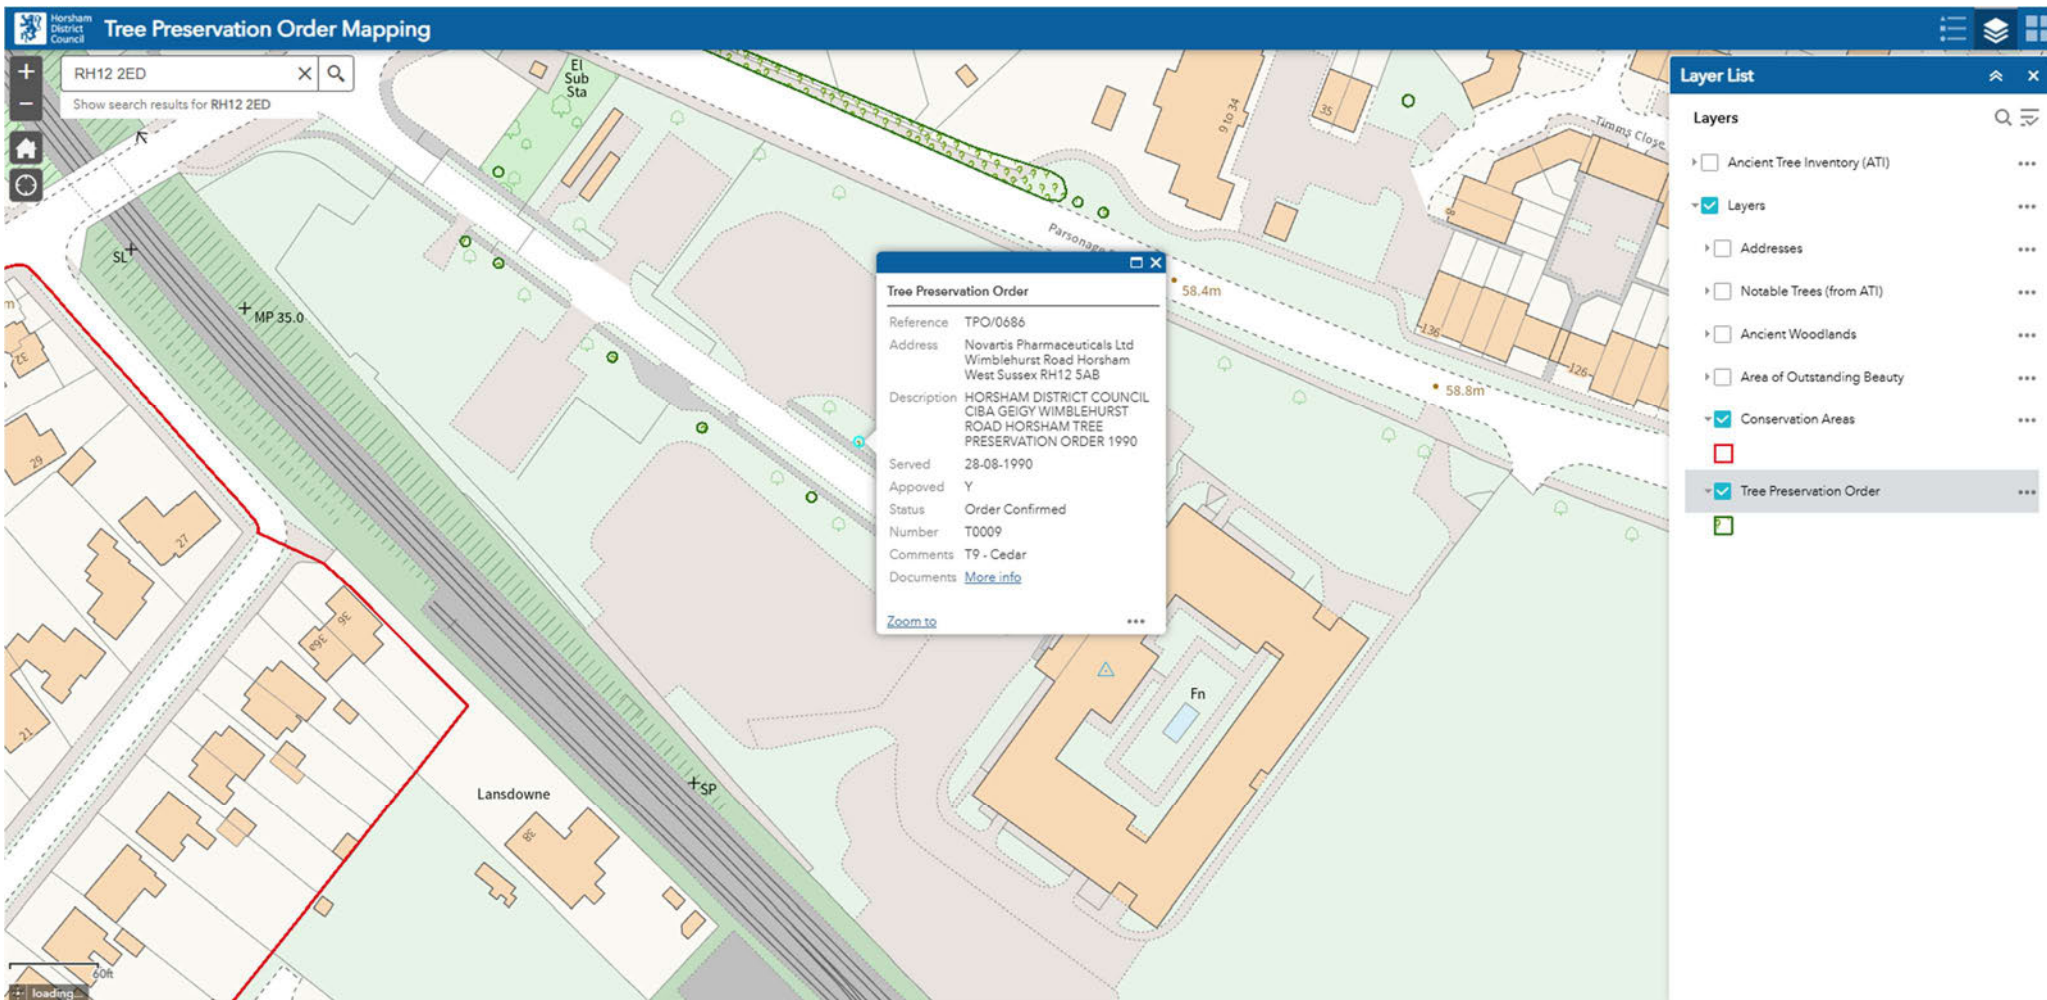 Horsham
District
Council
Tree Preservation Order Mapping
RH12 2ED
Show search results for RH12 2ED
El
Sub
Sta
9 to 34
35
Timms Close
8
Parsonage
58.4m
136
126
58.8m
SL
MP 35.0
m
32
29
27
21
36
36a
Lansdowne
38
SP
Fn
60ft
loading...
Tree Preservation Order
Reference TPO/0686
Address Novartis Pharmaceuticals Ltd
Wimblehurst Road Horsham
West Sussex RH12 5AB
Description HORSHAM DISTRICT COUNCIL
CIBA GEIGY WIMBLEHURST
ROAD HORSHAM TREE
PRESERVATION ORDER 1990
Served 28-08-1990
Appoved Y
Status Order Confirmed
Number T0009
Comments T9 - Cedar
Documents More info
Zoom to
Layer List
Layers
Ancient Tree Inventory (ATI)
Layers
Addresses
Notable Trees (from ATI)
Ancient Woodlands
Area of Outstanding Beauty
Conservation Areas
Tree Preservation Order